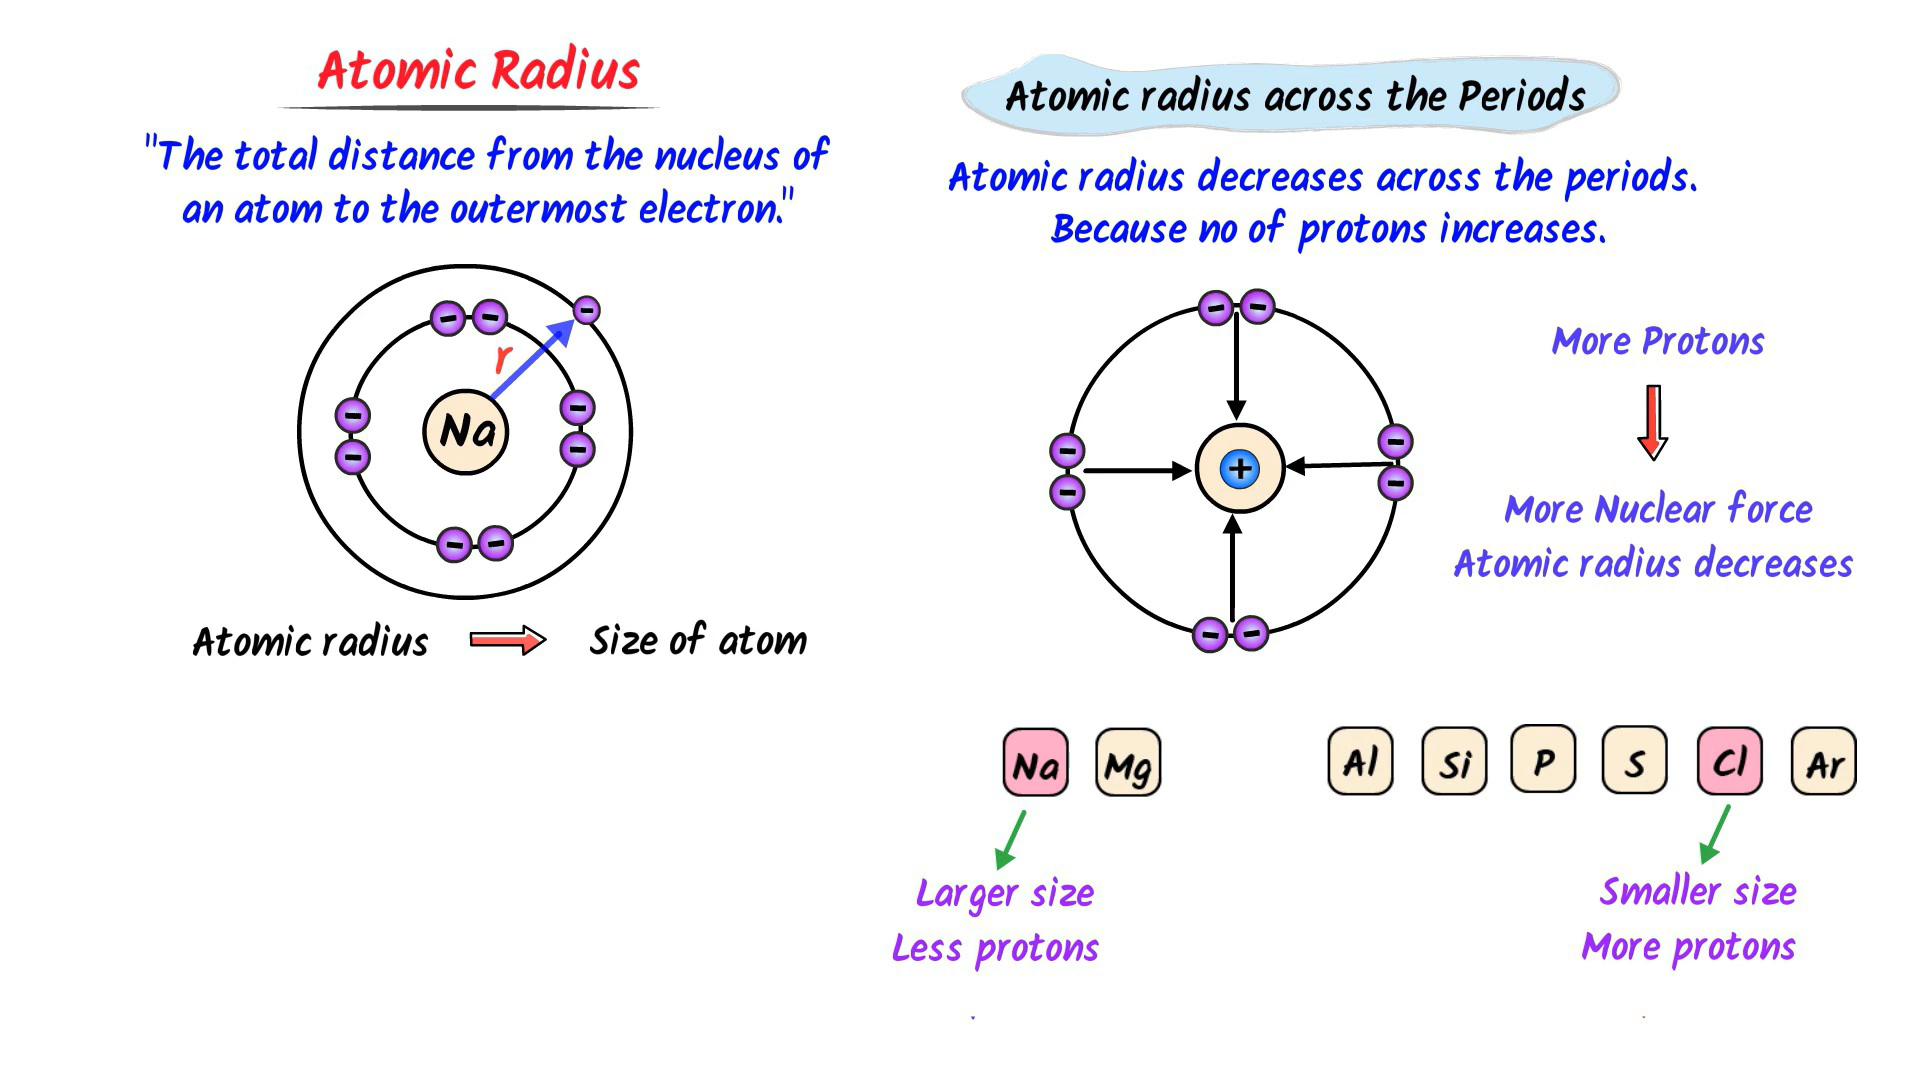 Atomic Radius
"The total distance from the nucleus of
an atom to the outermost electron."
r
Na
Atomic radius
Size of atom
Atomic radius across the Periods
Atomic radius decreases across the periods.
Because no of protons increases.
+
More Protons
More Nuclear force
Atomic radius decreases
Na Mg Al Si P S Cl Ar
Larger size
Less protons
Smaller size
More protons